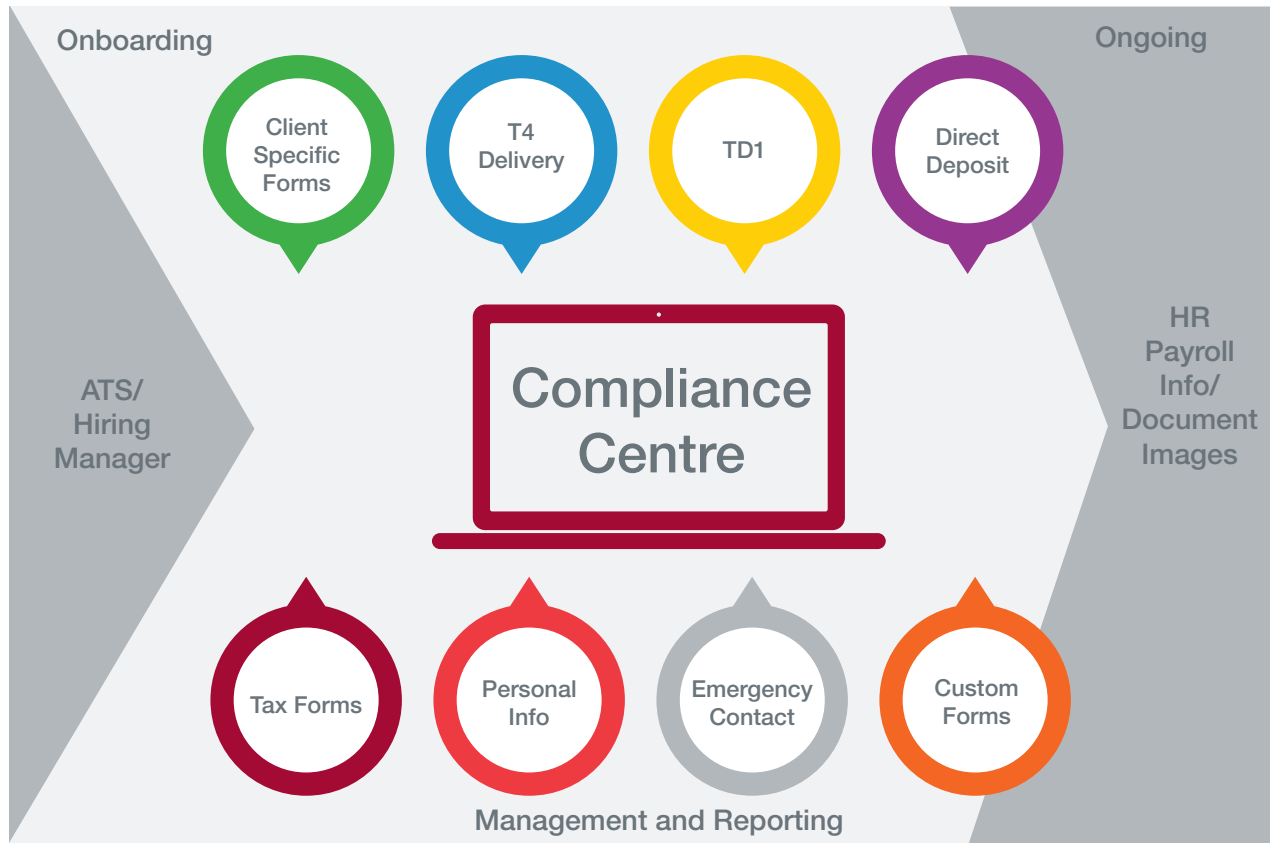 Onboarding
Ongoing
Client
Specific
Forms
T4
Delivery
TD1
Direct
Deposit
ATS/
Hiring
Manager
Compliance
Centre
HR
Payroll
Info/
Document
Images
Tax Forms
Personal
Info
Emergency
Contact
Custom
Forms
Management and Reporting